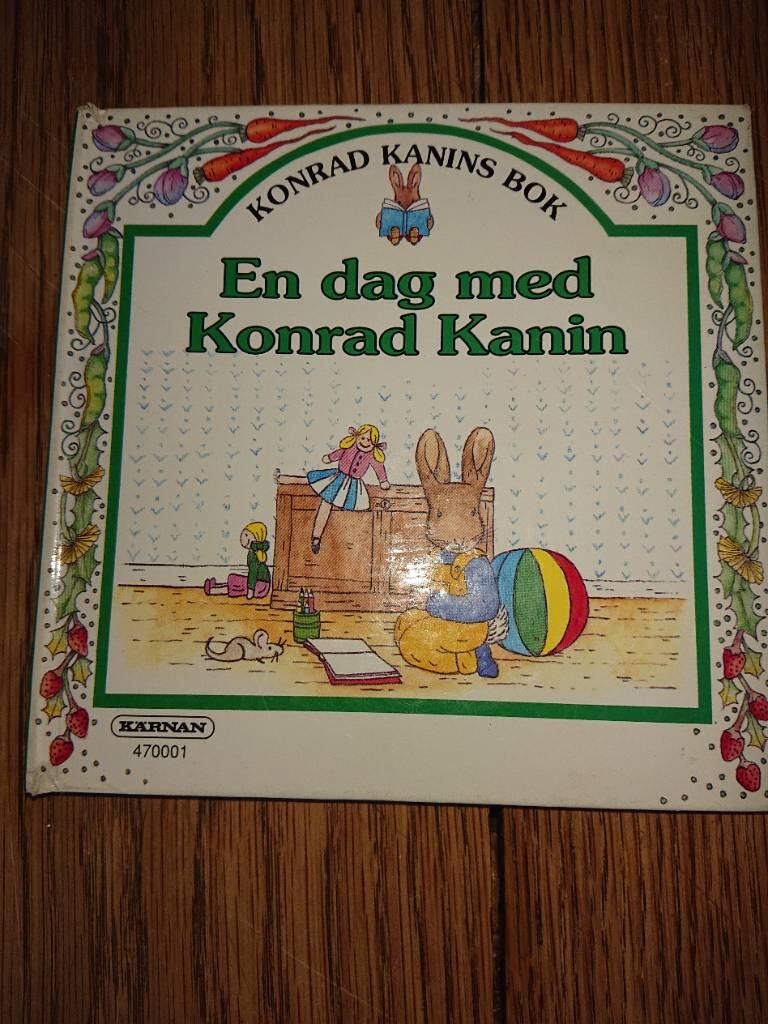 KONRAD KANINS BOK
En dag med
Konrad Kanin
KÄRNAN
470001